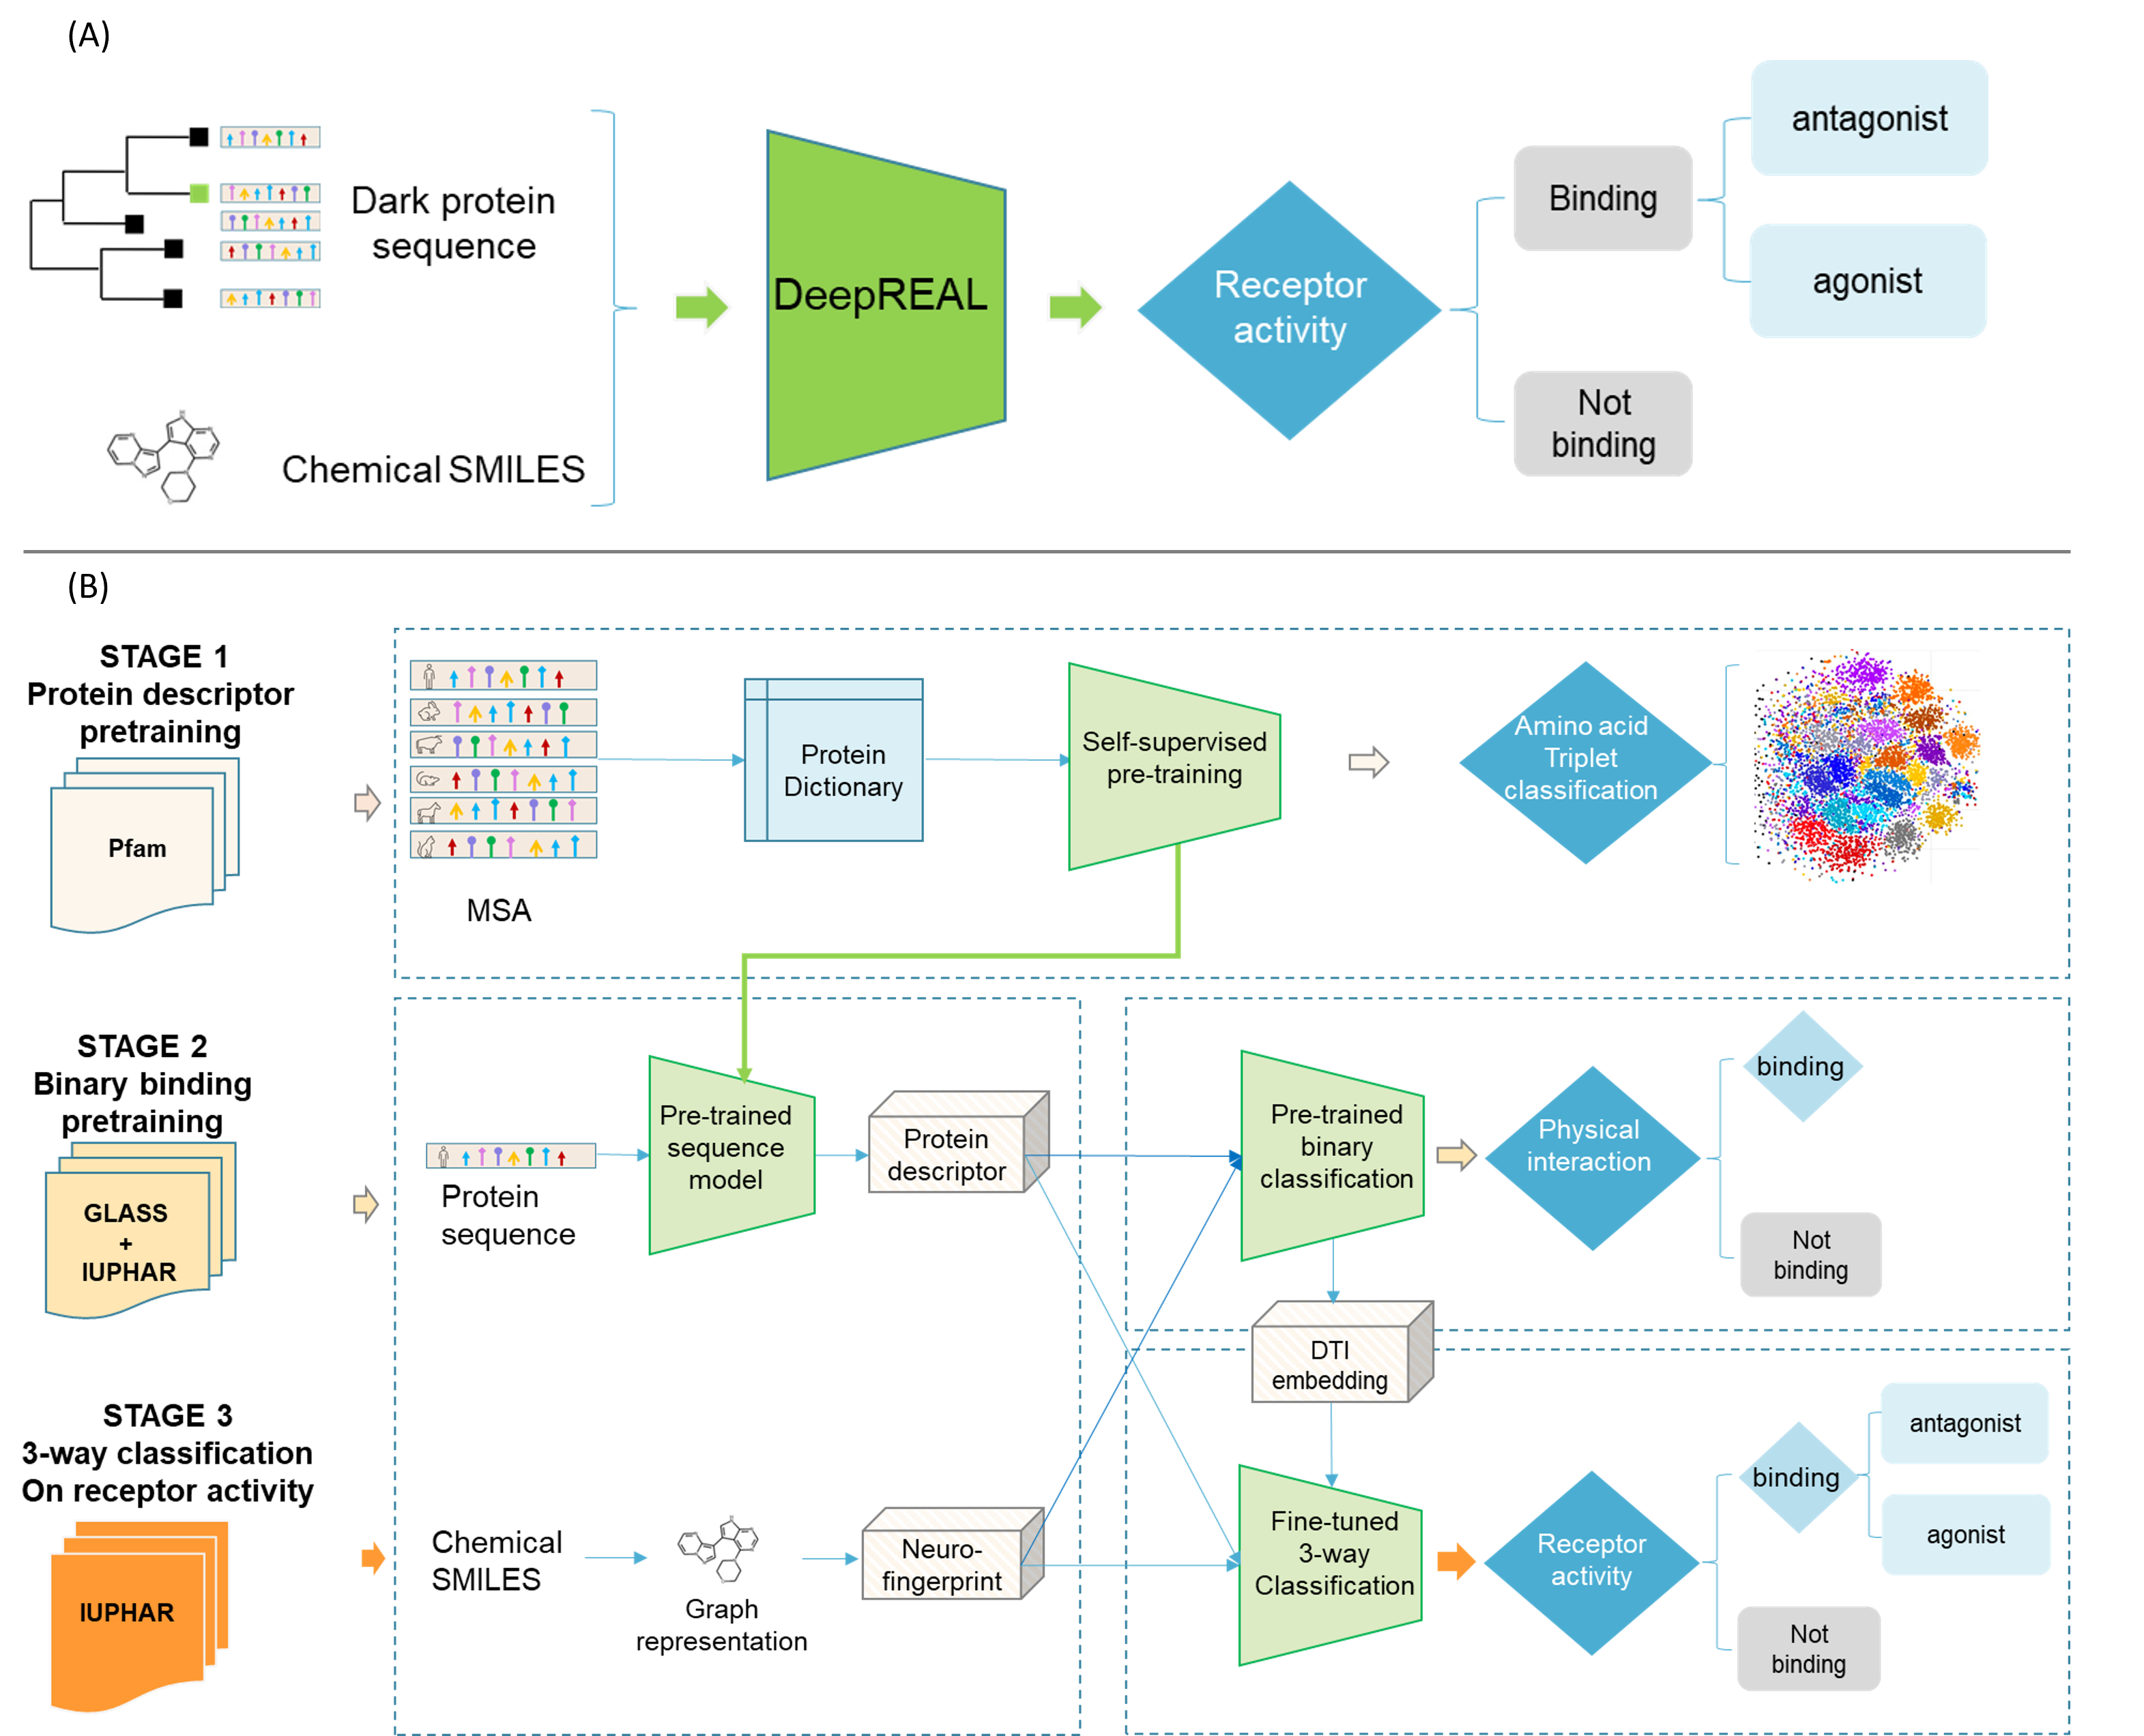 (A)
Dark protein
sequence
Chemical SMILES
DeepREAL
Receptor
activity
Binding
Not
binding
antagonist
agonist
(B)
STAGE 1
Protein descriptor
pretraining
Pfam
MSA
Protein
Dictionary
Self-supervised
pre-training
Amino acid
Triplet
classification
STAGE 2
Binary binding
pretraining
GLASS
+
IUPHAR
Protein
sequence
Pre-trained
sequence
model
Protein
descriptor
Pre-trained
binary
classification
Physical
interaction
binding
Not
binding
DTI
embedding
STAGE 3
3-way classification
On receptor activity
IUPHAR
Chemical
SMILES
Graph
representation
Neuro-
fingerprint
Fine-tuned
3-way
Classification
Receptor
activity
binding
antagonist
agonist
Not
binding